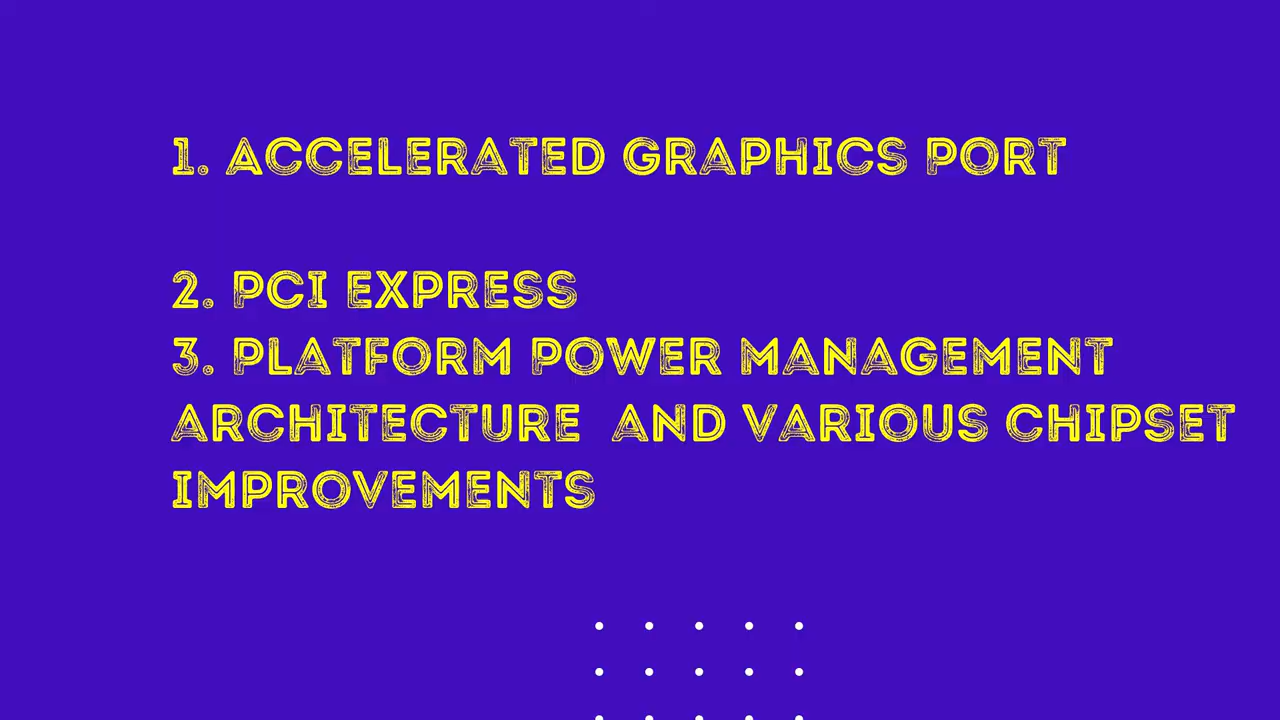 1. ACCELERATED GRAPHICS PORT
2. PCI EXPRESS
3. PLATFORM POWER MANAGEMENT
ARCHITECTURE AND VARIOUS CHIPSET
IMPROVEMENTS